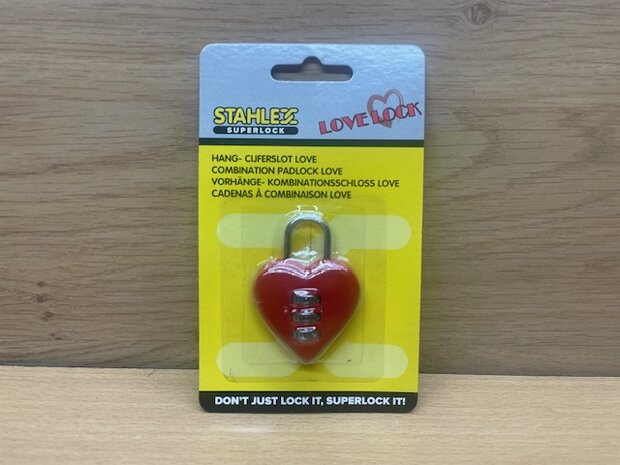 STAHLEX
SUPERLOCK
LOVE LOCK
HANG- CIJFERSLOT LOVE
COMBINATION PADLOCK LOVE
VORHÄNGE- KOMBINATIONSSCHLOSS LOVE
CADENAS À COMBINAISON LOVE
DON'T JUST LOCK IT, SUPERLOCK IT!